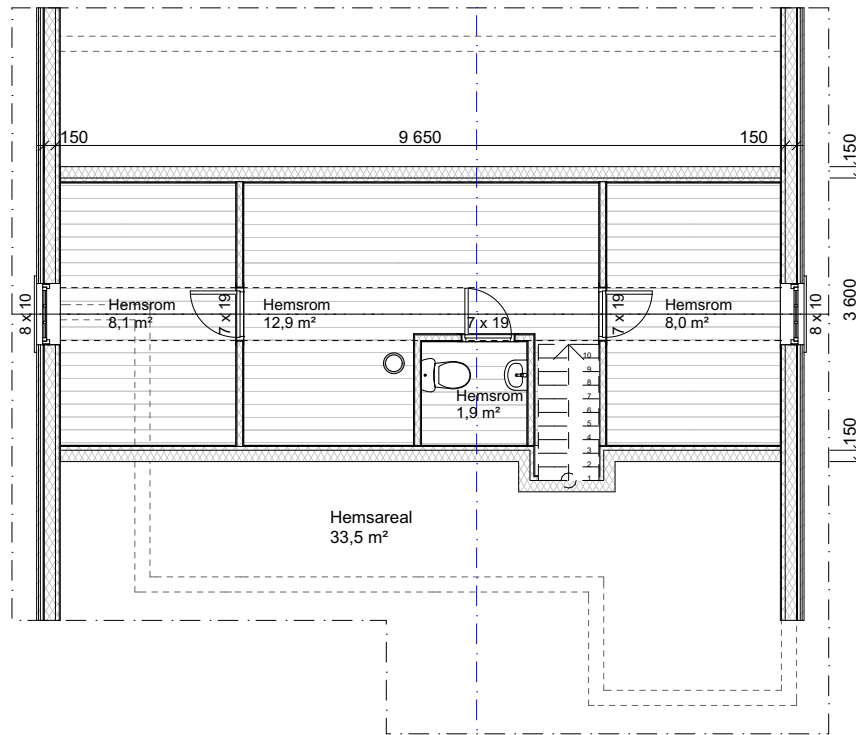 150
9 650
150
150
8 x 10
Hemsrom
8,1 m²
7 x 19
Hemsrom
12,9 m²
7 x 19
7 x 19
Hemsrom
8,0 m²
8 x 10
3 600
Hemsrom
1,9 m²
10
9
8
7
6
5
4
3
2
1
150
Hemsareal
33,5 m²